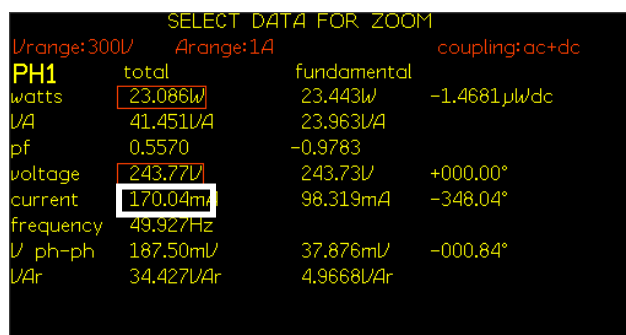 SELECT DATA FOR ZOOM
Vrange:300V Arange:1A coupling:ac+dc
PH1 total fundamental
watts 23.086W 23.443W -1.4681µWdc
VA 41.451VA 23.963VA
pf 0.5570 -0.9783
voltage 243.77V 243.73V +000.00°
current 170.04mA 98.319mA -348.04°
frequency 49.927Hz
V ph-ph 187.50mV 37.876mV -000.84°
VAr 34.427VAr 4.9668VAr